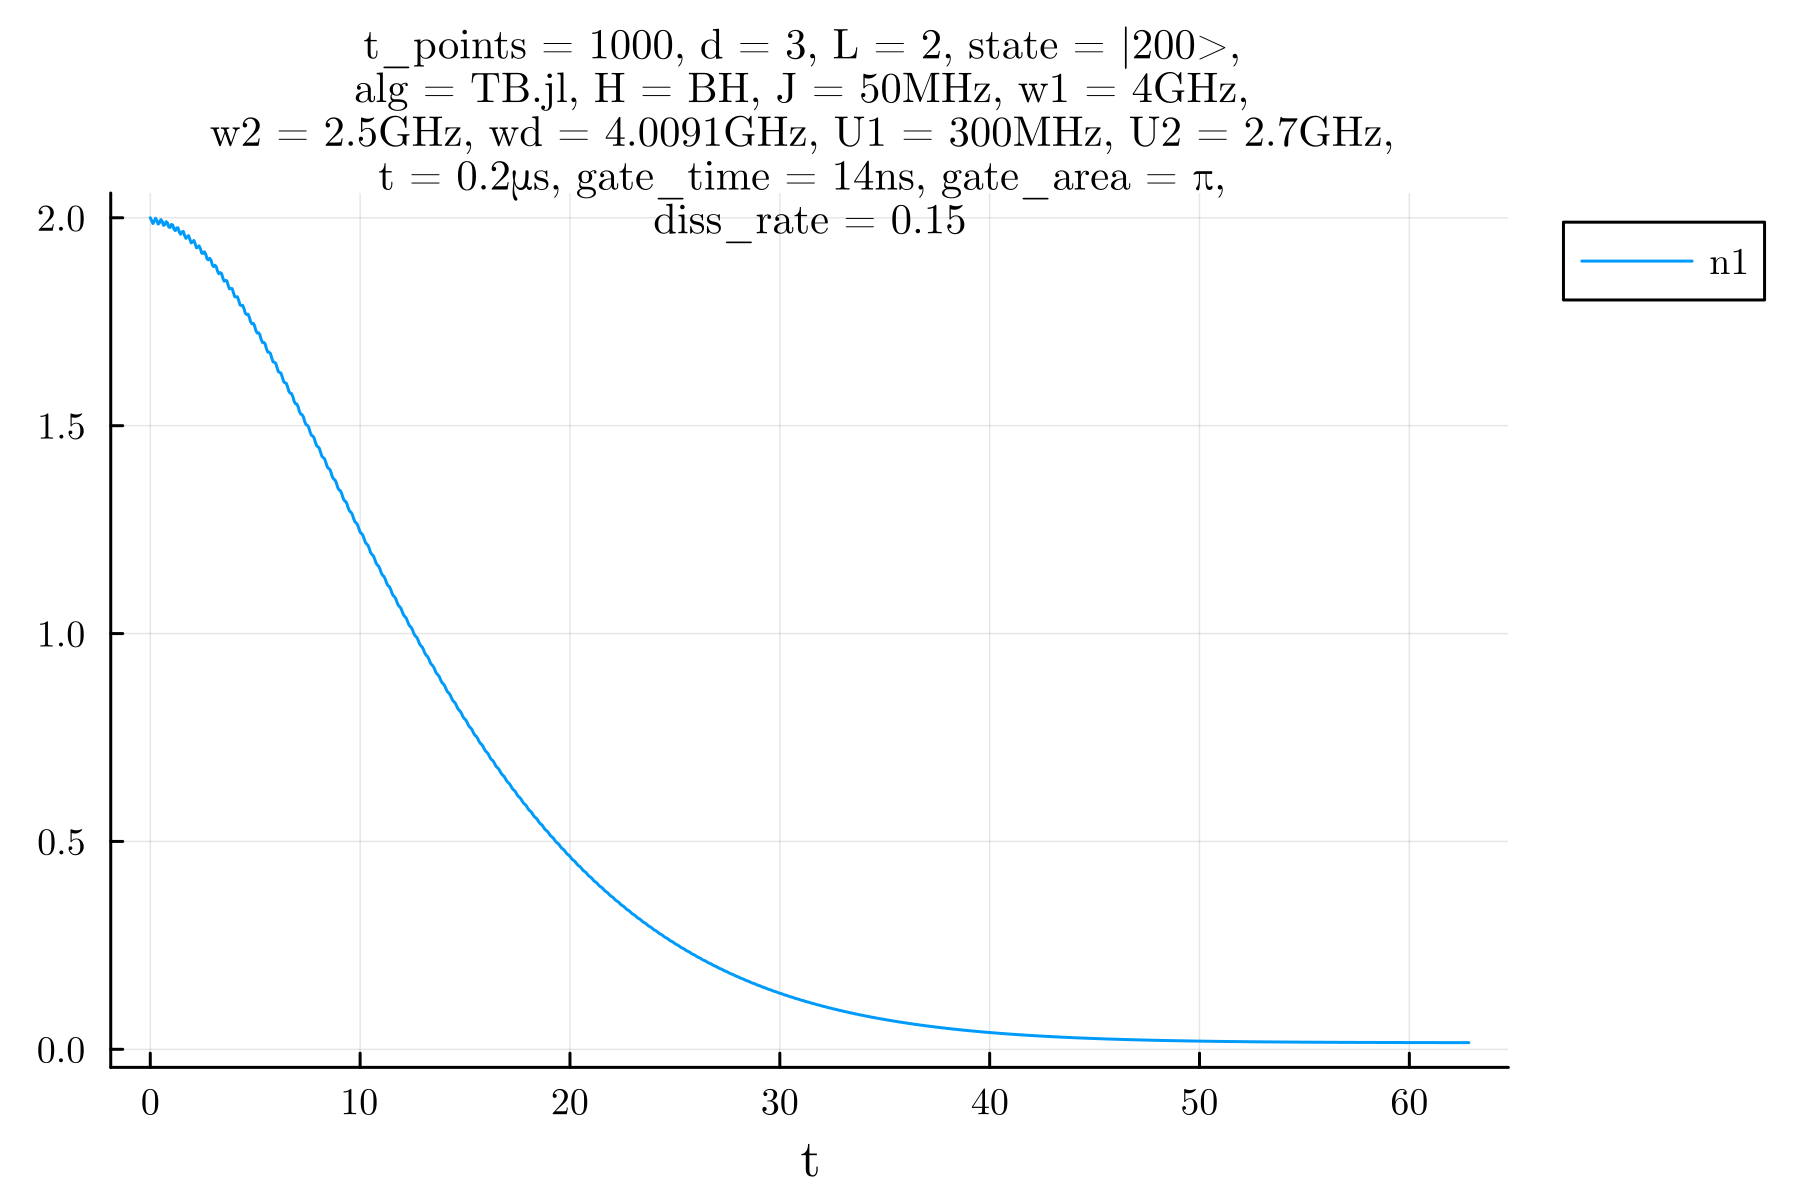 t_points = 1000, d = 3, L = 2, state = |200>,
alg = TB.jl, H = BH, J = 50MHz, w1 = 4GHz,
w2 = 2.5GHz, wd = 4.0091GHz, U1 = 300MHz, U2 = 2.7GHz,
t = 0.2μs, gate_time = 14ns, gate_area = π,
diss_rate = 0.15
n1
2.0
1.5
1.0
0.5
0.0
0 10 20 30 40 50 60
t